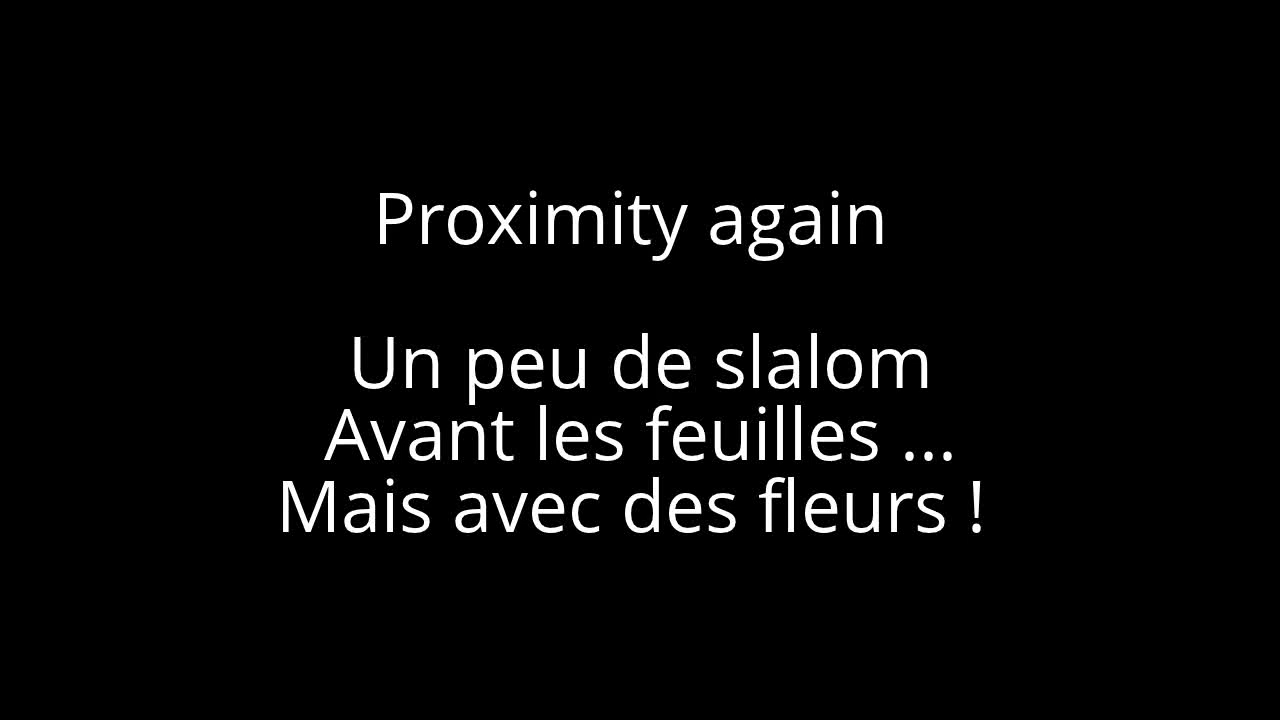 Proximity again
Un peu de slalom
Avant les feuilles ...
Mais avec des fleurs !